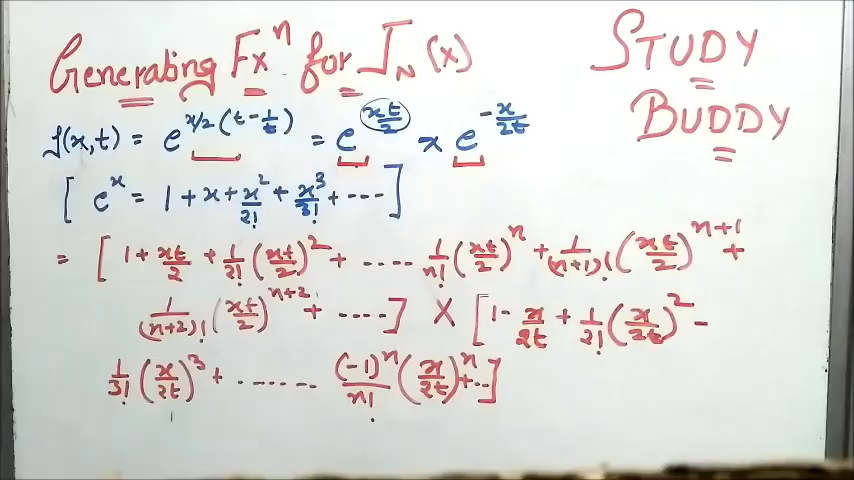 Generating Fxⁿ for J_N (x)
STUDY
BUDDY
f(x,t) = e^{x/2 (t - 1/t)} = e^{xt/2} × e^{-x/2t}
[ e^x = 1 + x + x²/2! + x³/3! + ---- ]
= [ 1 + xt/2 + 1/2! (xt/2)² + ..... 1/n! (xt/2)^n + 1/(n+1)! (xt/2)^{n+1} +
1/(n+2)! (xt/2)^{n+2} + ..... ] X [ 1 - x/2t + 1/2! (x/2t)² -
1/3! (x/2t)³ + ....... (-1)^n/n! (x/2t)^n +... ]